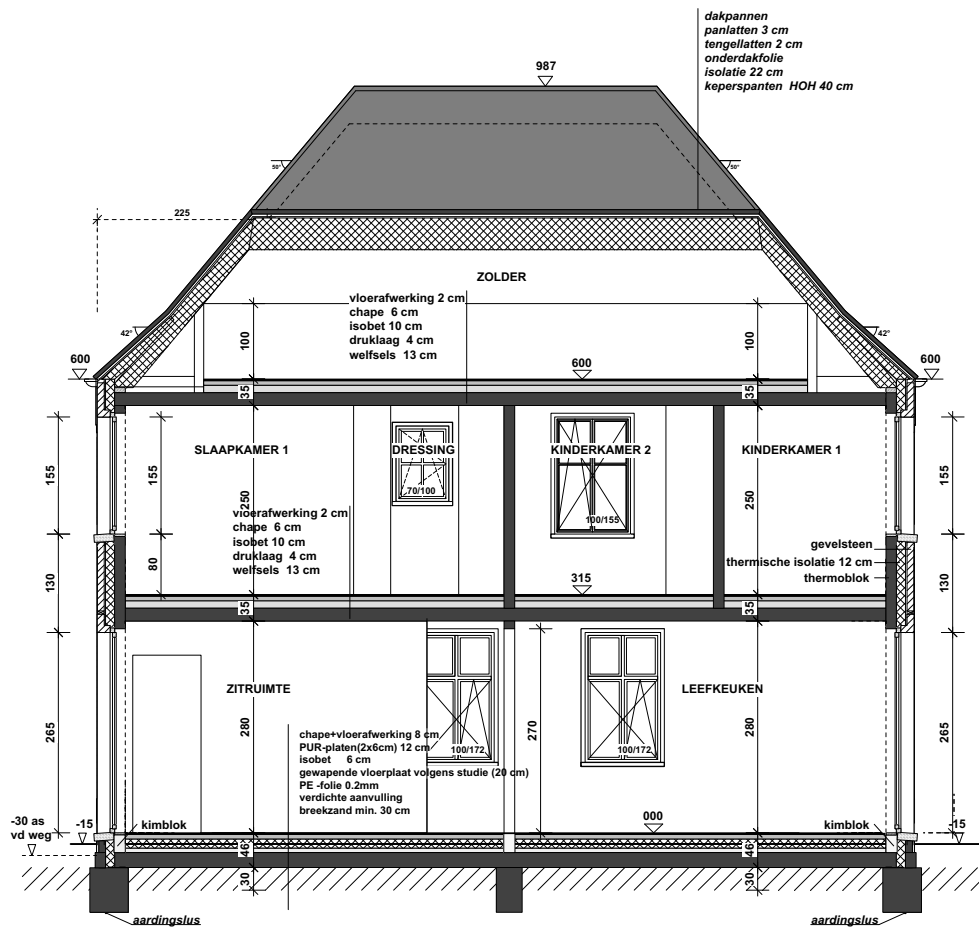 dakpannen
panlatten 3 cm
tengellatten 2 cm
onderdakfolie
isolatie 22 cm
keperspanten HOH 40 cm
987
50°
50°
225
ZOLDER
vloerafwerking 2 cm
chape 6 cm
isobet 10 cm
druklaag 4 cm
welfsels 13 cm
42°
42°
100
100
600
600
600
35
35
SLAAPKAMER 1
DRESSING
KINDERKAMER 2
KINDERKAMER 1
155
155
250
70/100
100/155
250
155
vloerafwerking 2 cm
chape 6 cm
isobet 10 cm
druklaag 4 cm
welfsels 13 cm
gevelsteen
thermische isolatie 12 cm
thermoblok
130
80
315
130
35
35
ZITRUIMTE
LEEFKEUKEN
265
280
270
280
265
chape+vloerafwerking 8 cm
PUR-platen(2x6cm) 12 cm
isobet 6 cm
gewapende vloerplaat volgens studie (20 cm)
PE -folie 0.2mm
verdichte aanvulling
breekzand min. 30 cm
100/172
100/172
-30 as
vd weg
-15
kimblok
000
kimblok
-15
46
46
30
30
aardingslus
aardingslus